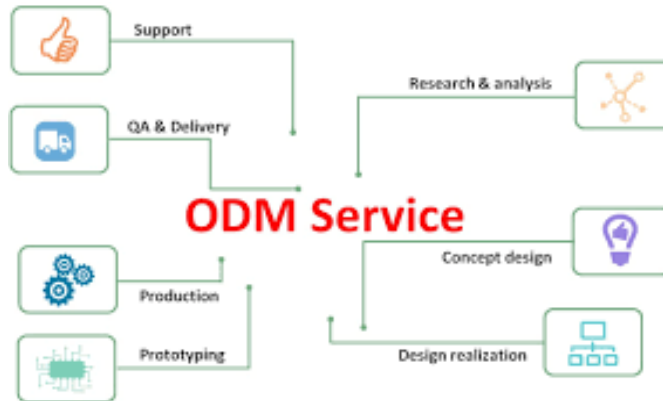 Support
Research & analysis
QA & Delivery
ODM Service
Concept design
Production
Prototyping
Design realization